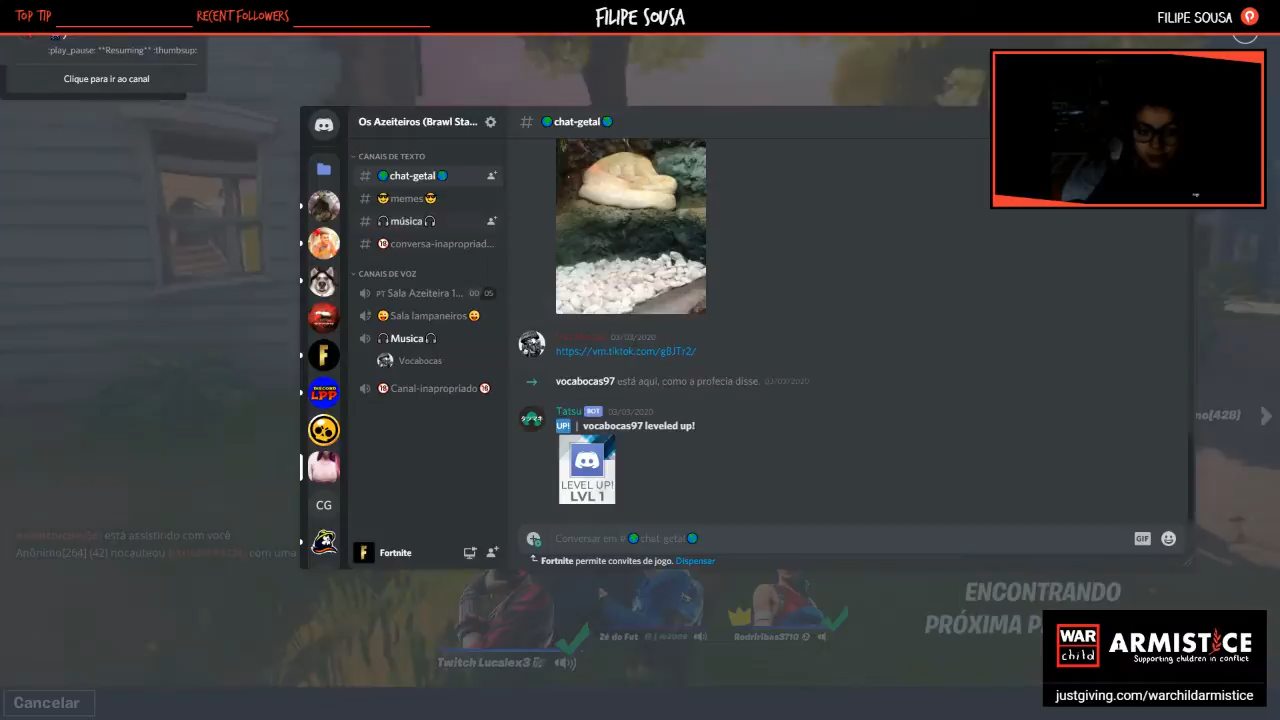 TOP TIP
RECENT FOLLOWERS
FILIPE SOUSA
FILIPE SOUSA
:play_pause: **Resuming** :thumbsup:
Clique para ir ao canal
Os Azeiteiros (Brawl Sta...
# chat-getal
CANAIS DE TEXTO
# chat-getal
# memes
# música
# conversa-inapropriad...
CANAIS DE VOZ
PT Sala Azeiteira 1... 00 05
Sala lampaneiros
Musica
Vocabocas
Canal-inapropriado
CG
Fortnite
03/03/2020
https://vm.tiktok.com/g8JTr2/
vocabocas97 está aqui, como a profecia disse. 03/03/2020
Tatsu BOT 03/03/2020
UP! | vocabocas97 leveled up!
LEVEL UP!
LVL 1
Conversar em # chat-getal
GIF
Fortnite permite convites de jogo. Dispensar
está assistindo com você
Anônimo[264] (42) nocauteou com uma
ENCONTRANDO
PRÓXIMA P
Zé do Fut
Rodriribas3710
Twitch Lucalex3
Cancelar
WAR child
ARMISTICE
Supporting children in conflict
justgiving.com/warchildarmistice